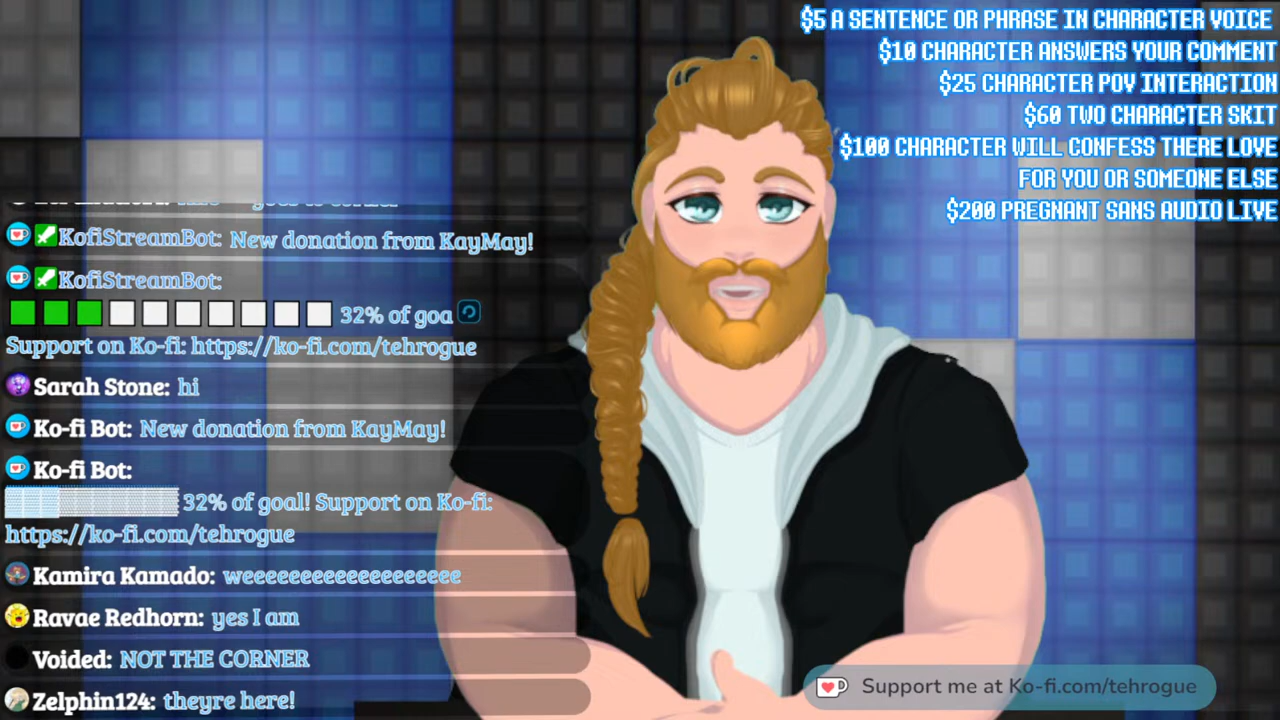 $5 A SENTENCE OR PHRASE IN CHARACTER VOICE
$10 CHARACTER ANSWERS YOUR COMMENT
$25 CHARACTER POV INTERACTION
$60 TWO CHARACTER SKIT
$100 CHARACTER WILL CONFESS THERE LOVE
FOR YOU OR SOMEONE ELSE
$200 PREGNANT SANS AUDIO LIVE
KofiStreamBot: New donation from KayMay!
KofiStreamBot:
32% of goa
Support on Ko-fi: https://ko-fi.com/tehrogue
Sarah Stone: hi
Ko-fi Bot: New donation from KayMay!
Ko-fi Bot:
32% of goal! Support on Ko-fi:
https://ko-fi.com/tehrogue
Kamira Kamado: weeeeeeeeeeeeeeeeeee
Ravae Redhorn: yes I am
Voided: NOT THE CORNER
Zelphin124: theyre here!
Support me at Ko-fi.com/tehrogue